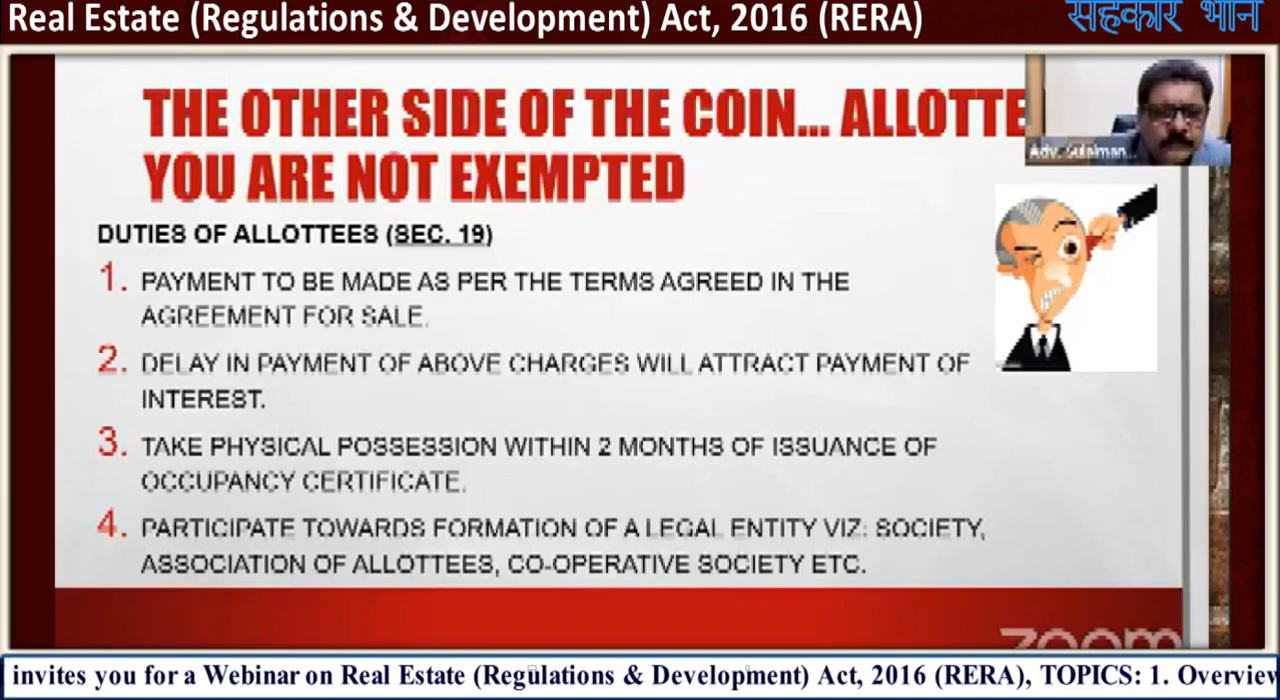 Real Estate (Regulations & Development) Act, 2016 (RERA)
सहकार भान
THE OTHER SIDE OF THE COIN... ALLOTTE
YOU ARE NOT EXEMPTED
Adv. Sulaiman...
DUTIES OF ALLOTTEES (SEC. 19)
1. PAYMENT TO BE MADE AS PER THE TERMS AGREED IN THE
AGREEMENT FOR SALE.
2. DELAY IN PAYMENT OF ABOVE CHARGES WILL ATTRACT PAYMENT OF
INTEREST.
3. TAKE PHYSICAL POSSESSION WITHIN 2 MONTHS OF ISSUANCE OF
OCCUPANCY CERTIFICATE.
4. PARTICIPATE TOWARDS FORMATION OF A LEGAL ENTITY VIZ: SOCIETY,
ASSOCIATION OF ALLOTTEES, CO-OPERATIVE SOCIETY ETC.
zoom
invites you for a Webinar on Real Estate (Regulations & Development) Act, 2016 (RERA), TOPICS: 1. Overview